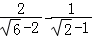 2/(√6-2) - 1/(√2-1)